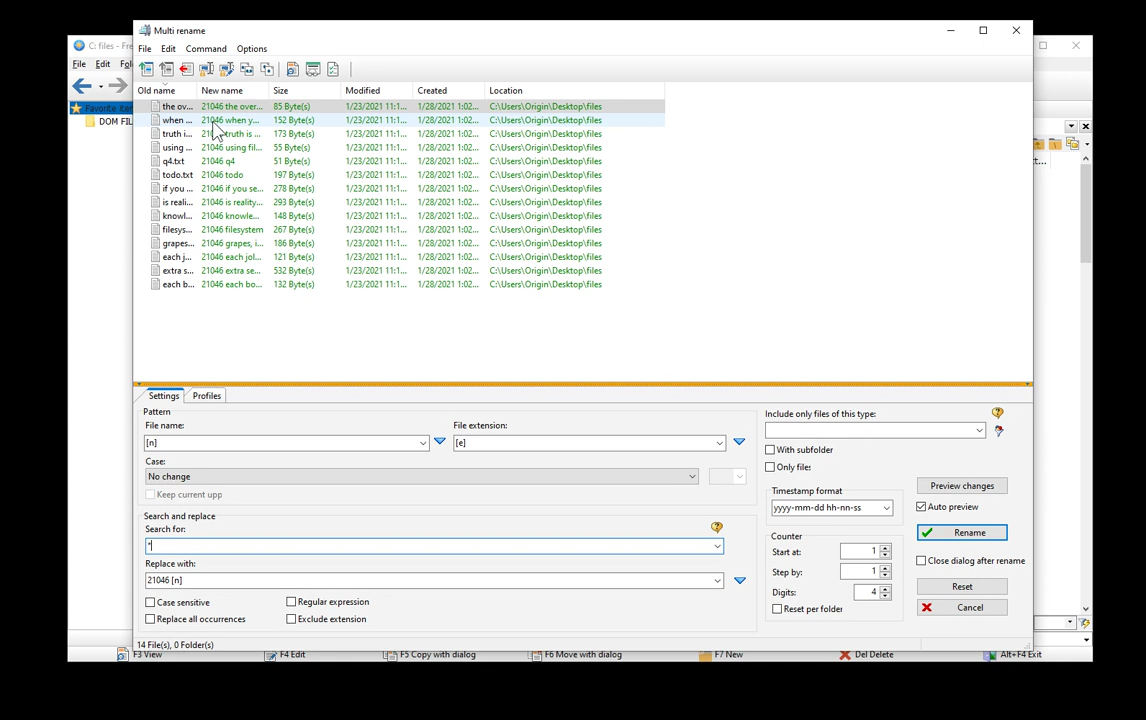 C: files - Fre
File Edit Fol
Favorite iter
DOM FIL
Multi rename
File Edit Command Options
Old name New name Size Modified Created Location
the ov... 21046 the over... 85 Byte(s) 1/23/2021 11:1... 1/28/2021 1:02... C:\Users\Origin\Desktop\files
when ... 21046 when y... 152 Byte(s) 1/23/2021 11:1... 1/28/2021 1:02... C:\Users\Origin\Desktop\files
truth i... truth is ... 173 Byte(s) 1/23/2021 11:1... 1/28/2021 1:02... C:\Users\Origin\Desktop\files
using ... 21046 using fil... 55 Byte(s) 1/23/2021 11:1... 1/28/2021 1:02... C:\Users\Origin\Desktop\files
q4.txt 21046 q4 51 Byte(s) 1/23/2021 11:1... 1/28/2021 1:02... C:\Users\Origin\Desktop\files
todo.txt 21046 todo 197 Byte(s) 1/23/2021 11:1... 1/28/2021 1:02... C:\Users\Origin\Desktop\files
if you ... 21046 if you se... 278 Byte(s) 1/23/2021 11:1... 1/28/2021 1:02... C:\Users\Origin\Desktop\files
is reali... 21046 is reality... 293 Byte(s) 1/23/2021 11:1... 1/28/2021 1:02... C:\Users\Origin\Desktop\files
knowl... 21046 knowle... 148 Byte(s) 1/23/2021 11:1... 1/28/2021 1:02... C:\Users\Origin\Desktop\files
filesys... 21046 filesystem 267 Byte(s) 1/23/2021 11:1... 1/28/2021 1:02... C:\Users\Origin\Desktop\files
grapes... 21046 grapes, i... 186 Byte(s) 1/23/2021 11:1... 1/28/2021 1:02... C:\Users\Origin\Desktop\files
each j... 21046 each jol... 121 Byte(s) 1/23/2021 11:1... 1/28/2021 1:02... C:\Users\Origin\Desktop\files
extra s... 21046 extra se... 532 Byte(s) 1/23/2021 11:1... 1/28/2021 1:02... C:\Users\Origin\Desktop\files
each b... 21046 each bo... 132 Byte(s) 1/23/2021 11:1... 1/28/2021 1:02... C:\Users\Origin\Desktop\files
Settings Profiles
Pattern
File name: File extension:
[n] [e]
Case:
No change
Keep current upp
Search and replace
Search for:
*
Replace with:
21046 [n]
Case sensitive Regular expression
Replace all occurrences Exclude extension
Include only files of this type:
With subfolder
Only files
Timestamp format
yyyy-mm-dd hh-nn-ss
Counter
Start at: 1
Step by: 1
Digits: 4
Reset per folder
Preview changes
Auto preview
Rename
Close dialog after rename
Reset
Cancel
14 File(s), 0 Folder(s)
F3 View F4 Edit F5 Copy with dialog F6 Move with dialog F7 New Del Delete Alt+F4 Exit